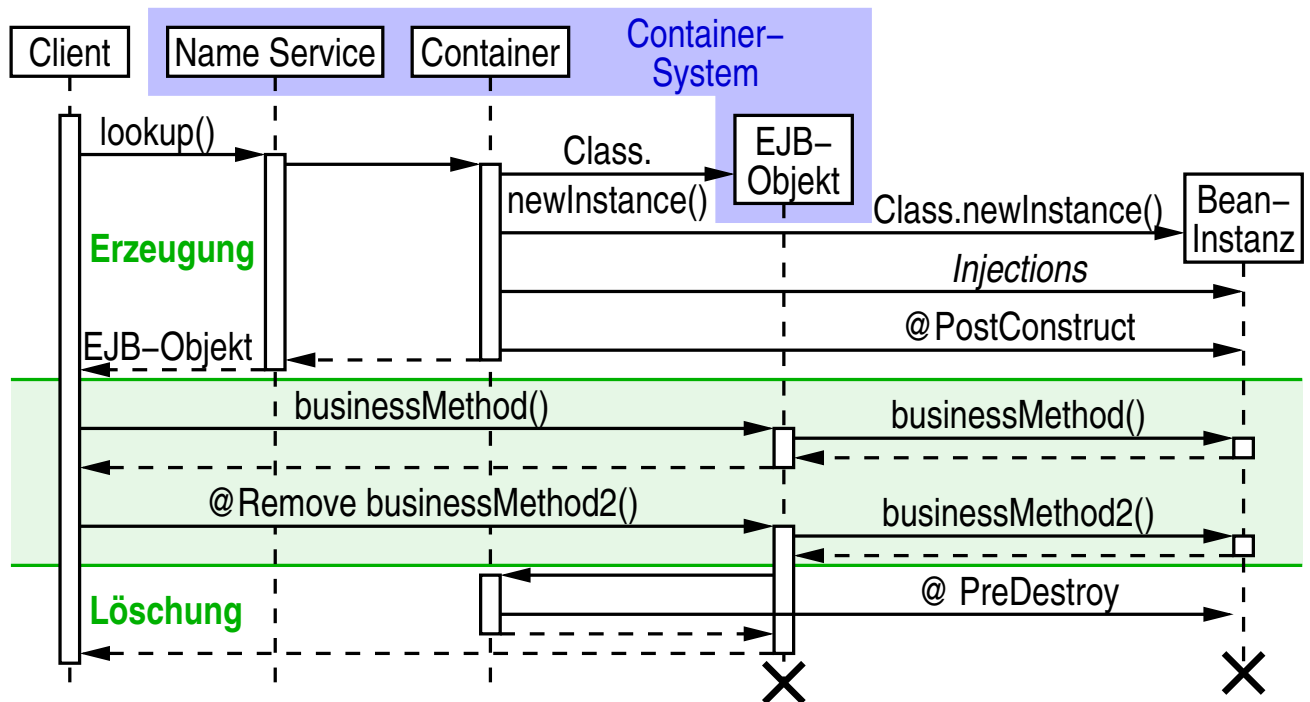 Client
Name Service
Container
Container–
System
lookup()
Class.
newInstance()
EJB–
Objekt
Class.newInstance()
Bean–
Instanz
Erzeugung
Injections
@PostConstruct
EJB–Objekt
businessMethod()
businessMethod()
@Remove businessMethod2()
businessMethod2()
Löschung
@ PreDestroy